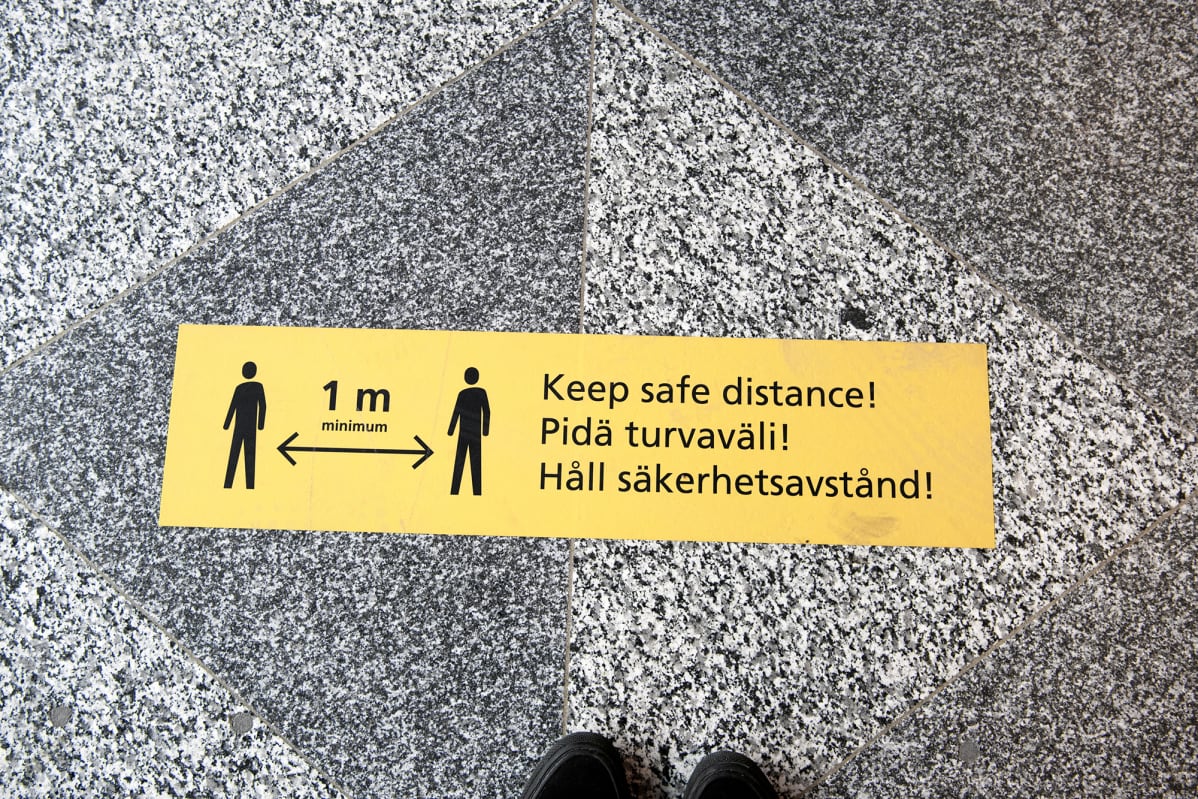 1 m
minimum
Keep safe distance!
Pidä turvaväli!
Håll säkerhetsavstånd!